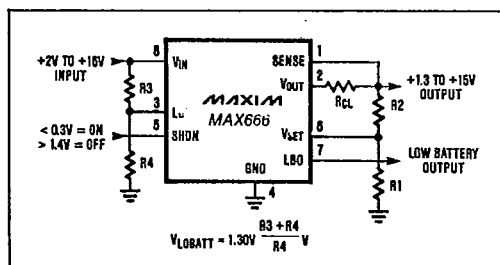 +2V TO +16V
INPUT
8
VIN
R3
3
< 0.3V = ON
> 1.4V = OFF
5
SHDN
R4
MAXIM
MAX666
GND
4
SENSE
1
VOUT
2
RCL
+1.3 TO +15V
OUTPUT
R2
VSET
6
LBO
7
LOW BATTERY
OUTPUT
R1
VLOBATT = 1.30V R3 + R4 / R4 V